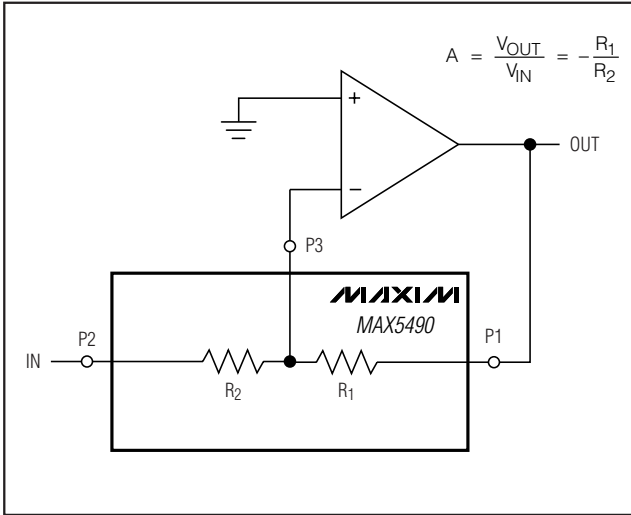 A = V_OUT / V_IN = - R_1 / R_2
+
OUT
−
P3
MAXIM
MAX5490
P2
P1
IN
R_2
R_1